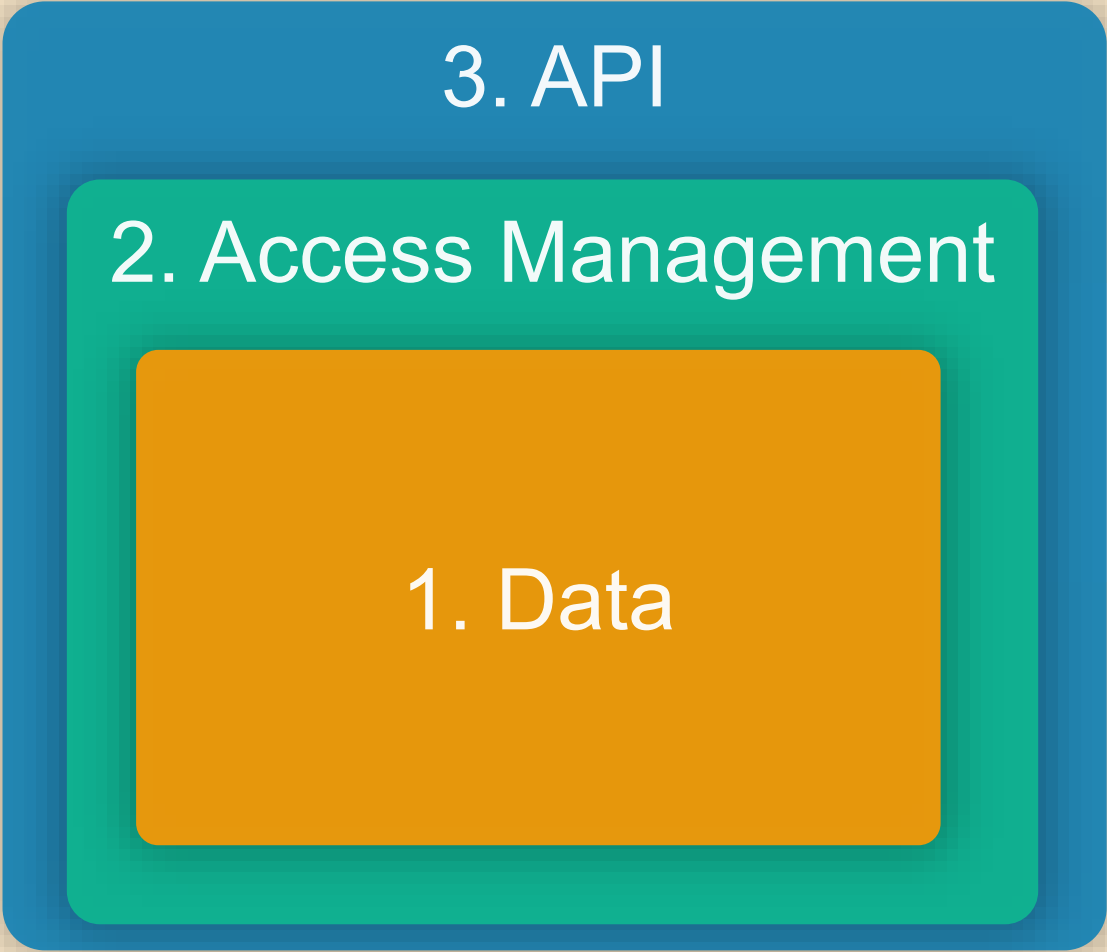 3. API
2. Access Management
1. Data